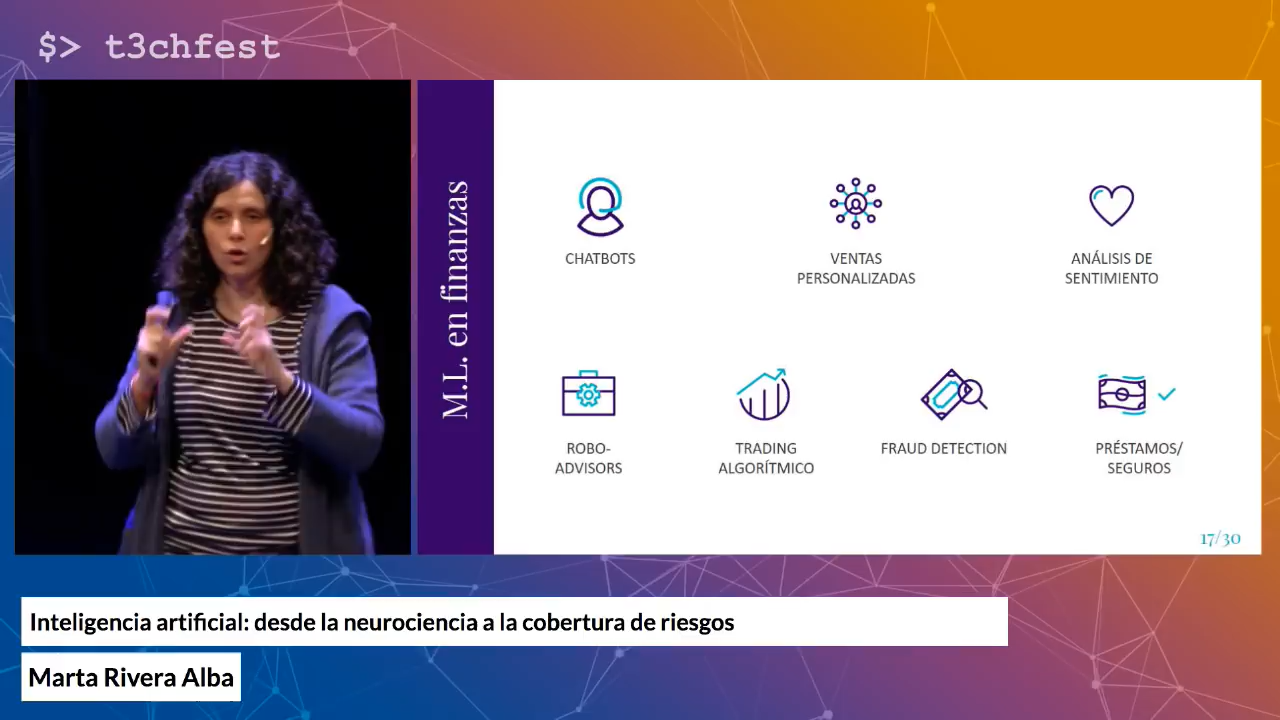 $> t3chfest
M.L. en finanzas
CHATBOTS
VENTAS
PERSONALIZADAS
ANÁLISIS DE
SENTIMIENTO
ROBO-
ADVISORS
TRADING
ALGORÍTMICO
FRAUD DETECTION
PRÉSTAMOS/
SEGUROS
17/30
Inteligencia artificial: desde la neurociencia a la cobertura de riesgos
Marta Rivera Alba